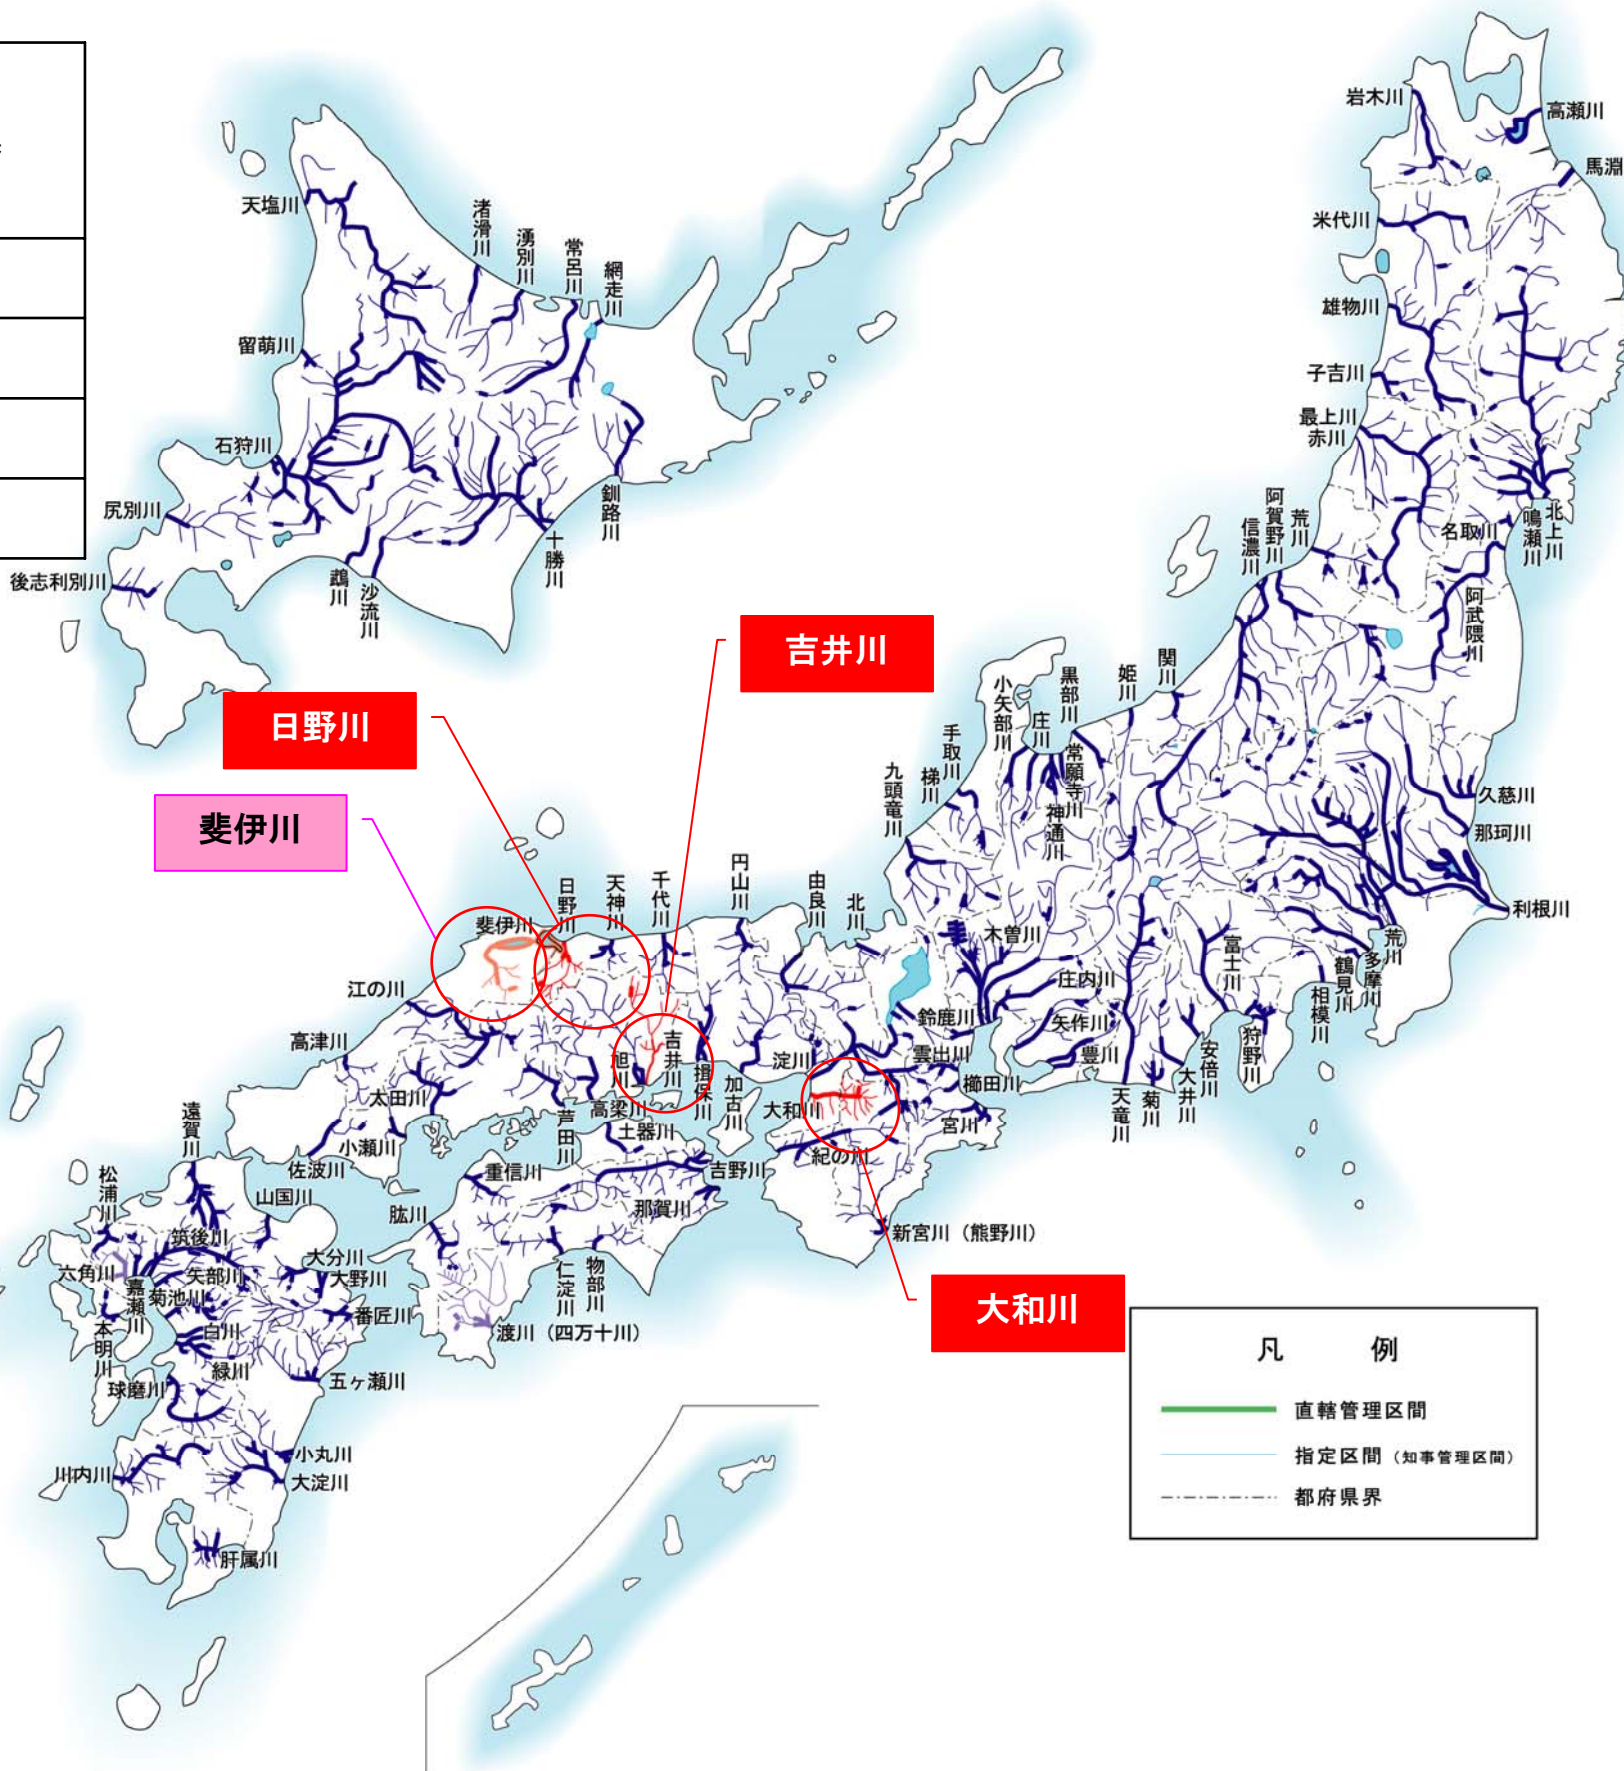 岩木川
高瀬川
馬淵
米代川
雄物川
子吉川
最上川
赤川
天塩川
渚滑川
湧別川
常呂川
網走川
留萌川
石狩川
尻別川
後志利別川
鵡川
沙流川
十勝川
釧路川
名取川
鳴瀬川
北上川
阿武隈川
荒川
阿賀野川
信濃川
関川
姫川
黒部川
常願寺川
神通川
庄川
小矢部川
手取川
梯川
九頭竜川
久慈川
那珂川
利根川
荒川
多摩川
鶴見川
相模川
富士川
狩野川
安倍川
大井川
菊川
天竜川
豊川
矢作川
庄内川
木曽川
鈴鹿川
雲出川
櫛田川
宮川
吉井川
日野川
斐伊川
大和川
斐伊川
日野川
天神川
千代川
円山川
由良川
北川
江の川
高津川
太田川
小瀬川
佐波川
芦田川
高梁川
旭川
吉井川
揖保川
加古川
淀川
大和川
紀の川
新宮川(熊野川)
土器川
重信川
吉野川
那賀川
肱川
仁淀川
物部川
渡川(四万十川)
遠賀川
山国川
松浦川
筑後川
大分川
六角川
嘉瀬川
矢部川
大野川
菊池川
番匠川
本明川
白川
緑川
球磨川
五ヶ瀬川
小丸川
川内川
大淀川
肝属川
凡 例
直轄管理区間
指定区間(知事管理区間)
都府県界